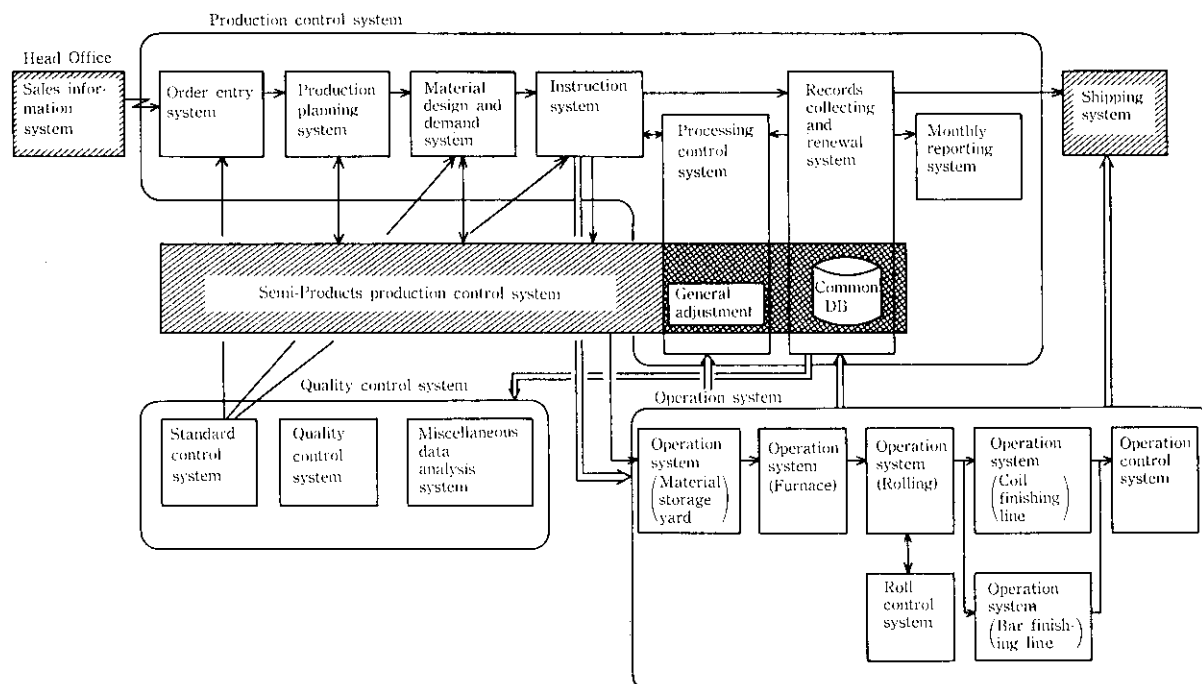 Production control system
Head Office
Sales infor-
mation
system
Order entry
system
Production
planning
system
Material
design and
demand
system
Instruction
system
Processing
control
system
Records
collecting
and
renewal
system
Monthly
reporting
system
Shipping
system
Semi-Products production control system
General
adjustment
Common
DB
Quality control system
Standard
control
system
Quality
control
system
Miscellaneous
data
analysis
system
Operation system
Operation
system
(Material
storage
yard)
Operation
system
(Furnace)
Operation
system
(Rolling)
Operation
system
(Coil
finishing
line)
Operation
control
system
Roll
control
system
Operation
system
(Bar finish-
ing line)